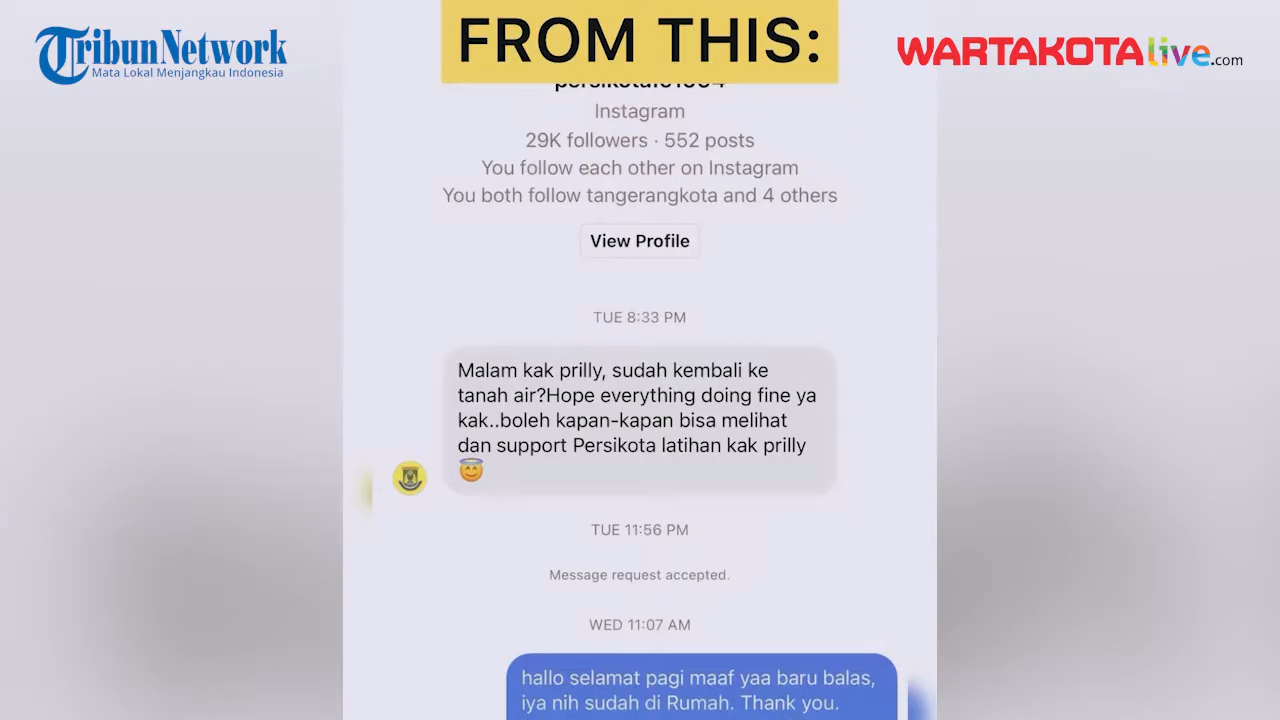 FROM THIS:
TribunNetwork
Mata Lokal Menjangkau Indonesia
WARTAKOTAlive.com
Instagram
29K followers · 552 posts
You follow each other on Instagram
You both follow tangerangkota and 4 others
View Profile
TUE 8:33 PM
Malam kak prilly, sudah kembali ke
tanah air?Hope everything doing fine ya
kak..boleh kapan-kapan bisa melihat
dan support Persikota latihan kak prilly
😇
TUE 11:56 PM
Message request accepted.
WED 11:07 AM
hallo selamat pagi maaf yaa baru balas,
iya nih sudah di Rumah. Thank you.